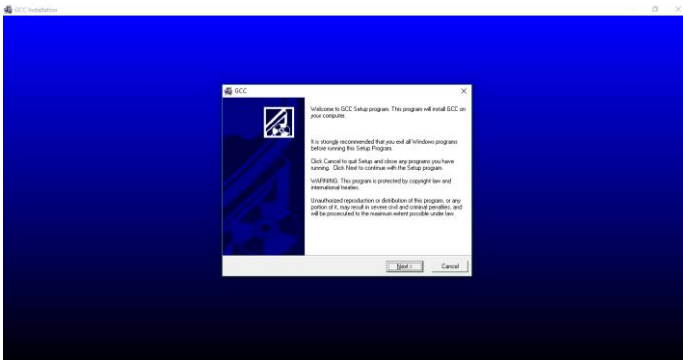 GCC Installation
GCC
Welcome to GCC Setup program. This program will install GCC on
your computer.
It is strongly recommended that you exit all Windows programs
before running this Setup Program.
Click Cancel to quit Setup and close any programs you have
running. Click Next to continue with the Setup program.
WARNING: This program is protected by copyright law and
international treaties.
Unauthorized reproduction or distribution of this program, or any
portion of it, may result in severe civil and criminal penalties, and
will be prosecuted to the maximum extent possible under law
Next >
Cancel